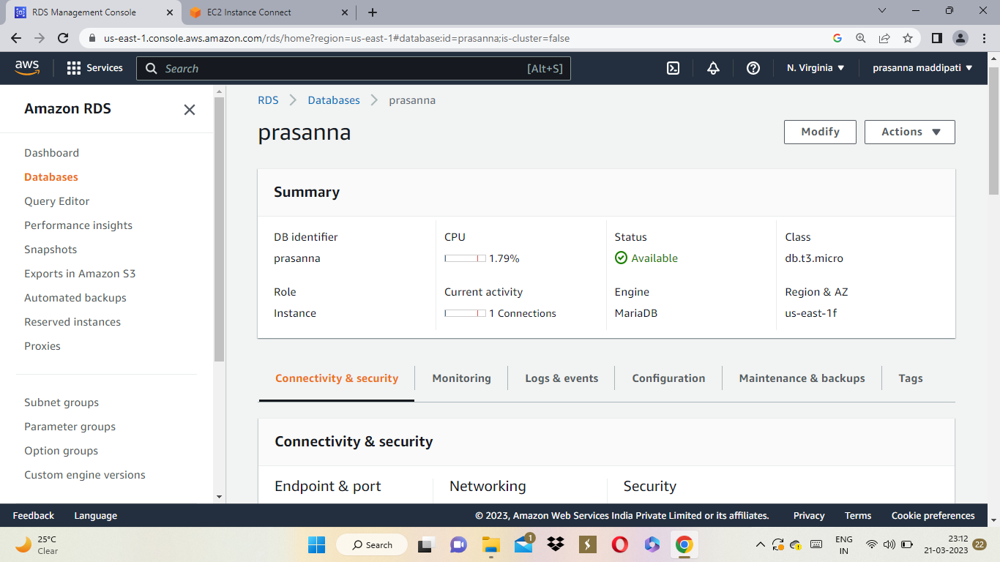 RDS Management Console
EC2 Instance Connect
us-east-1.console.aws.amazon.com/rds/home?region=us-east-1#database:id=prasanna;is-cluster=false
aws
Services
Search
[Alt+S]
N. Virginia
prasanna maddipati
Amazon RDS
Dashboard
Databases
Query Editor
Performance insights
Snapshots
Exports in Amazon S3
Automated backups
Reserved instances
Proxies
Subnet groups
Parameter groups
Option groups
Custom engine versions
RDS
Databases
prasanna
prasanna
Modify
Actions
Summary
DB identifier
prasanna
CPU
1.79%
Status
Available
Class
db.t3.micro
Role
Instance
Current activity
1 Connections
Engine
MariaDB
Region & AZ
us-east-1f
Connectivity & security
Monitoring
Logs & events
Configuration
Maintenance & backups
Tags
Connectivity & security
Endpoint & port
Networking
Security
Feedback
Language
© 2023, Amazon Web Services India Private Limited or its affiliates.
Privacy
Terms
Cookie preferences
25°C
Clear
Search
1
ENG
IN
23:12
21-03-2023
22